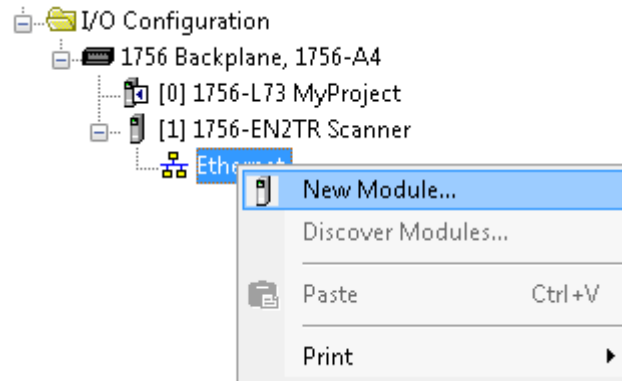 I/O Configuration
1756 Backplane, 1756-A4
[0] 1756-L73 MyProject
[1] 1756-EN2TR Scanner
Ethernet
New Module...
Discover Modules...
Paste Ctrl+V
Print